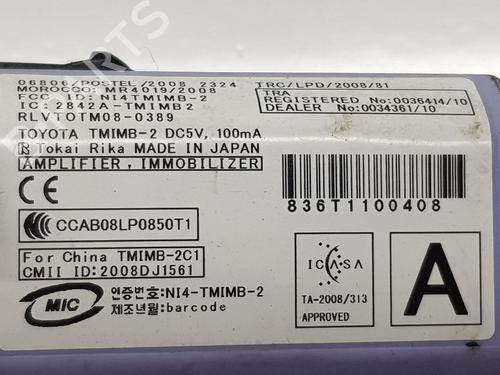 06806/POSTEL/2008 2324
MOROCCO: MR4019/2008
FCC ID: NI4TMIMB-2
IC: 2842A-TMIMB2
RLVTOTM08-0389
TOYOTA TMIMB-2 DC5V, 100mA
Tokai Rika MADE IN JAPAN
AMPLIFIER, IMMOBILIZER
CE
CCC
CCAB08LP0850T1
For China TMIMB-2C1
CMII ID:2008DJ1561
MIC
인증번호:NI4-TMIMB-2
제조년월:barcode
TRC/LPD/2008/81
TRA
REGISTERED No:0036414/10
DEALER No:0034361/10
836T1100408
ICASA
TA-2008/313
APPROVED
A